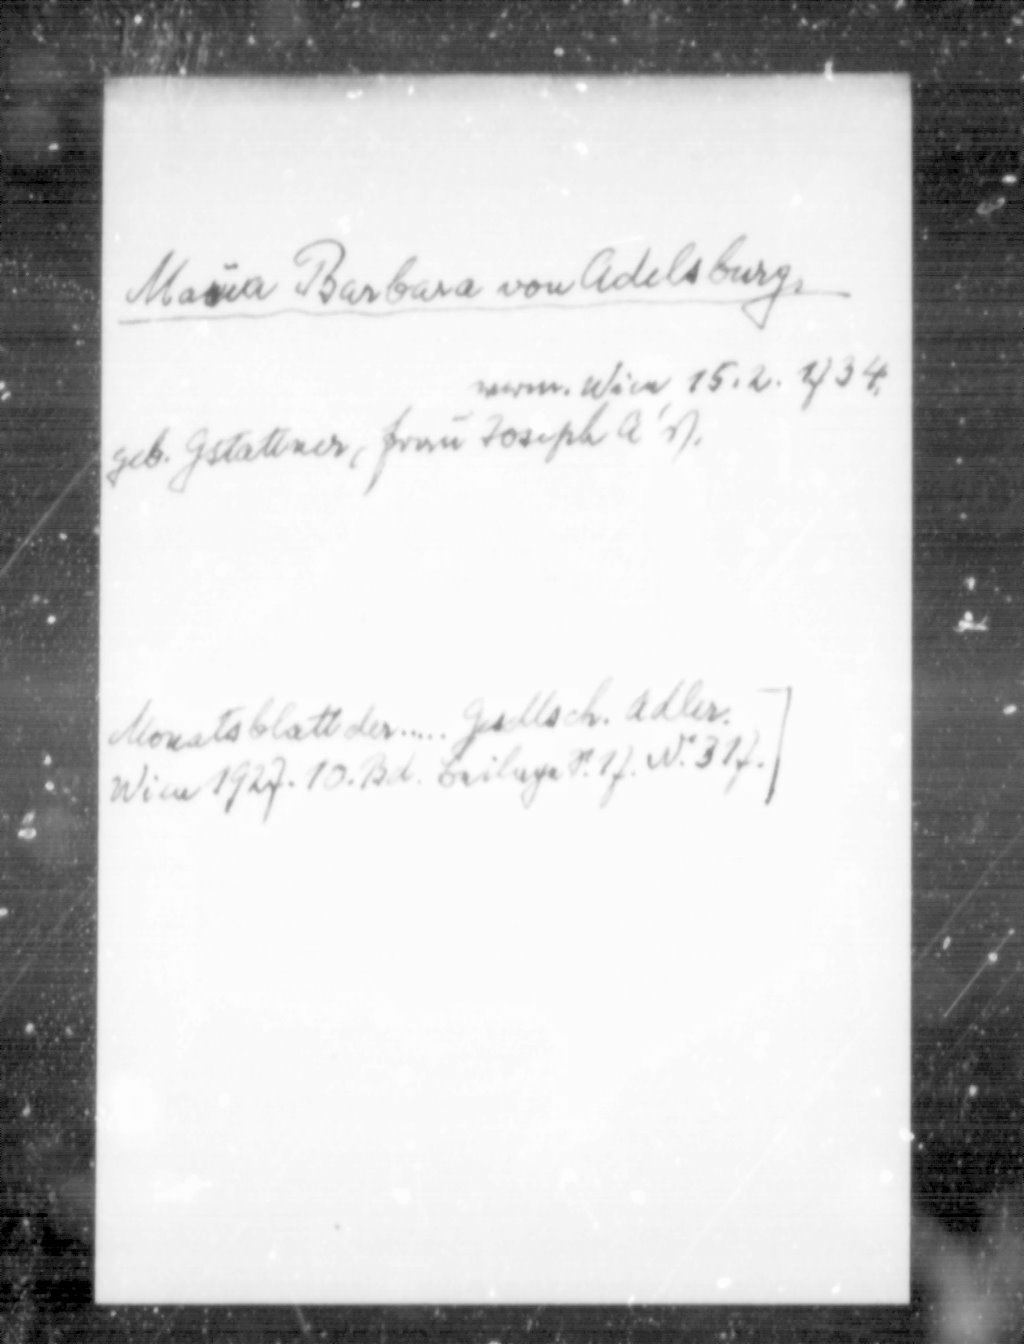 Maria Barbara von Adelsburg,
verm. Wien 15.2. 1734.
geb. Gstattner, Frau Joseph A's.
Monatsblatt der..... Gesellsch. Adler.
Wien 1927. 10. Bd. Beilage S. 17. N. 317.